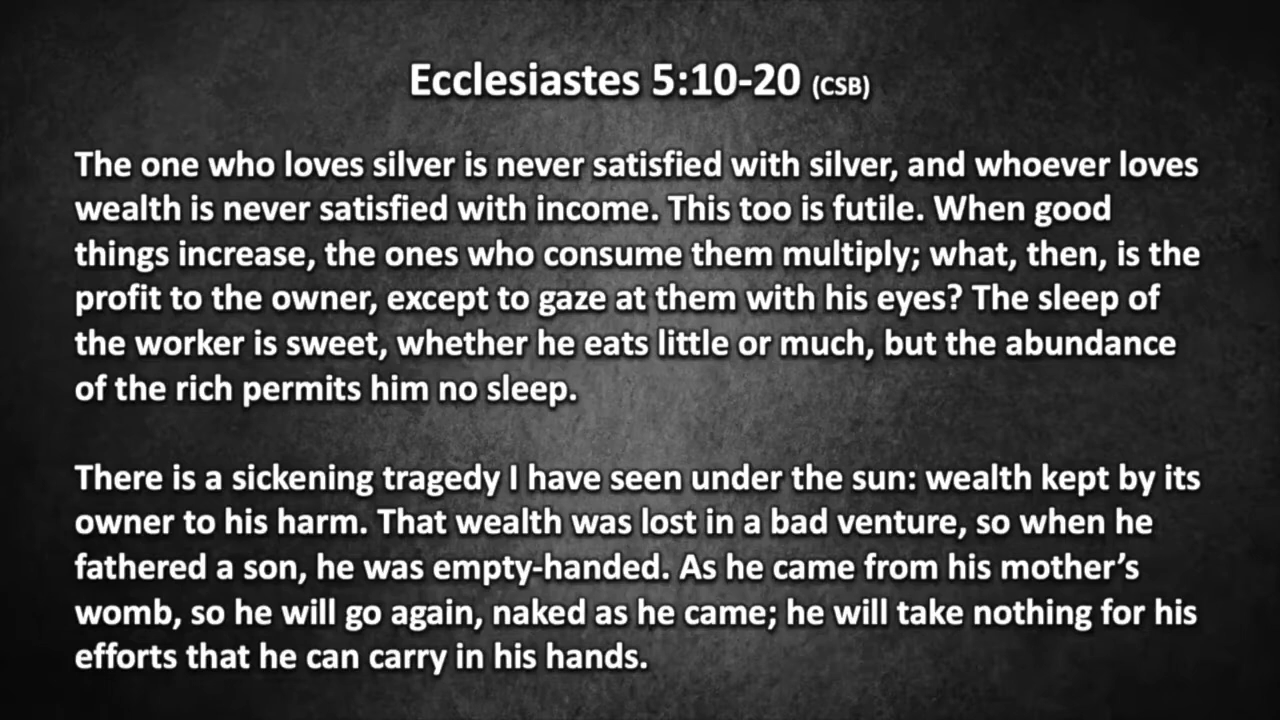 Ecclesiastes 5:10-20 (CSB)
The one who loves silver is never satisfied with silver, and whoever loves
wealth is never satisfied with income. This too is futile. When good
things increase, the ones who consume them multiply; what, then, is the
profit to the owner, except to gaze at them with his eyes? The sleep of
the worker is sweet, whether he eats little or much, but the abundance
of the rich permits him no sleep.
There is a sickening tragedy I have seen under the sun: wealth kept by its
owner to his harm. That wealth was lost in a bad venture, so when he
fathered a son, he was empty-handed. As he came from his mother’s
womb, so he will go again, naked as he came; he will take nothing for his
efforts that he can carry in his hands.